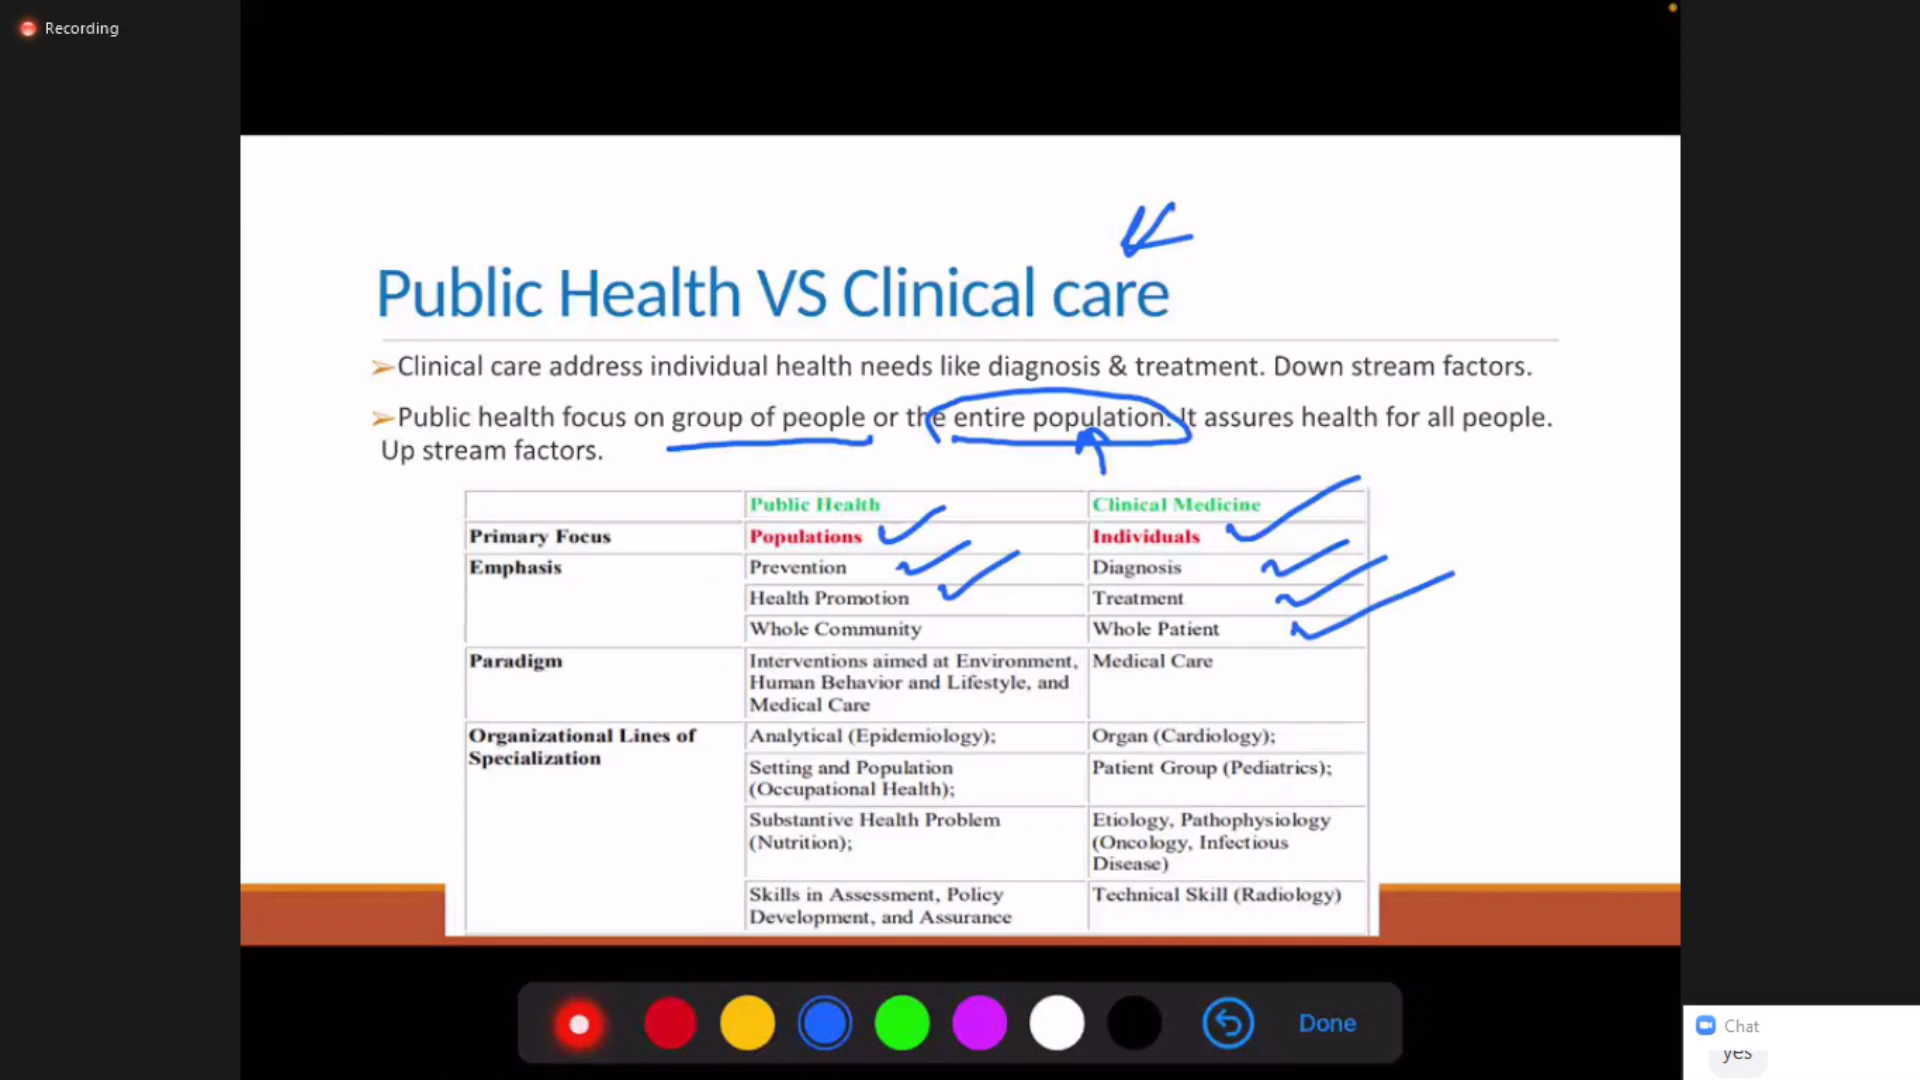 Recording
Public Health VS Clinical care
➢Clinical care address individual health needs like diagnosis & treatment. Down stream factors.
➢Public health focus on group of people or the entire population. It assures health for all people.
Up stream factors.
Public Health Clinical Medicine
Primary Focus Populations Individuals
Emphasis Prevention Diagnosis
Health Promotion Treatment
Whole Community Whole Patient
Paradigm Interventions aimed at Environment, Medical Care
Human Behavior and Lifestyle, and
Medical Care
Organizational Lines of Analytical (Epidemiology); Organ (Cardiology);
Specialization
Setting and Population Patient Group (Pediatrics);
(Occupational Health);
Substantive Health Problem Etiology, Pathophysiology
(Nutrition); (Oncology, Infectious
Disease)
Skills in Assessment, Policy Technical Skill (Radiology)
Development, and Assurance
Done
Chat
yes